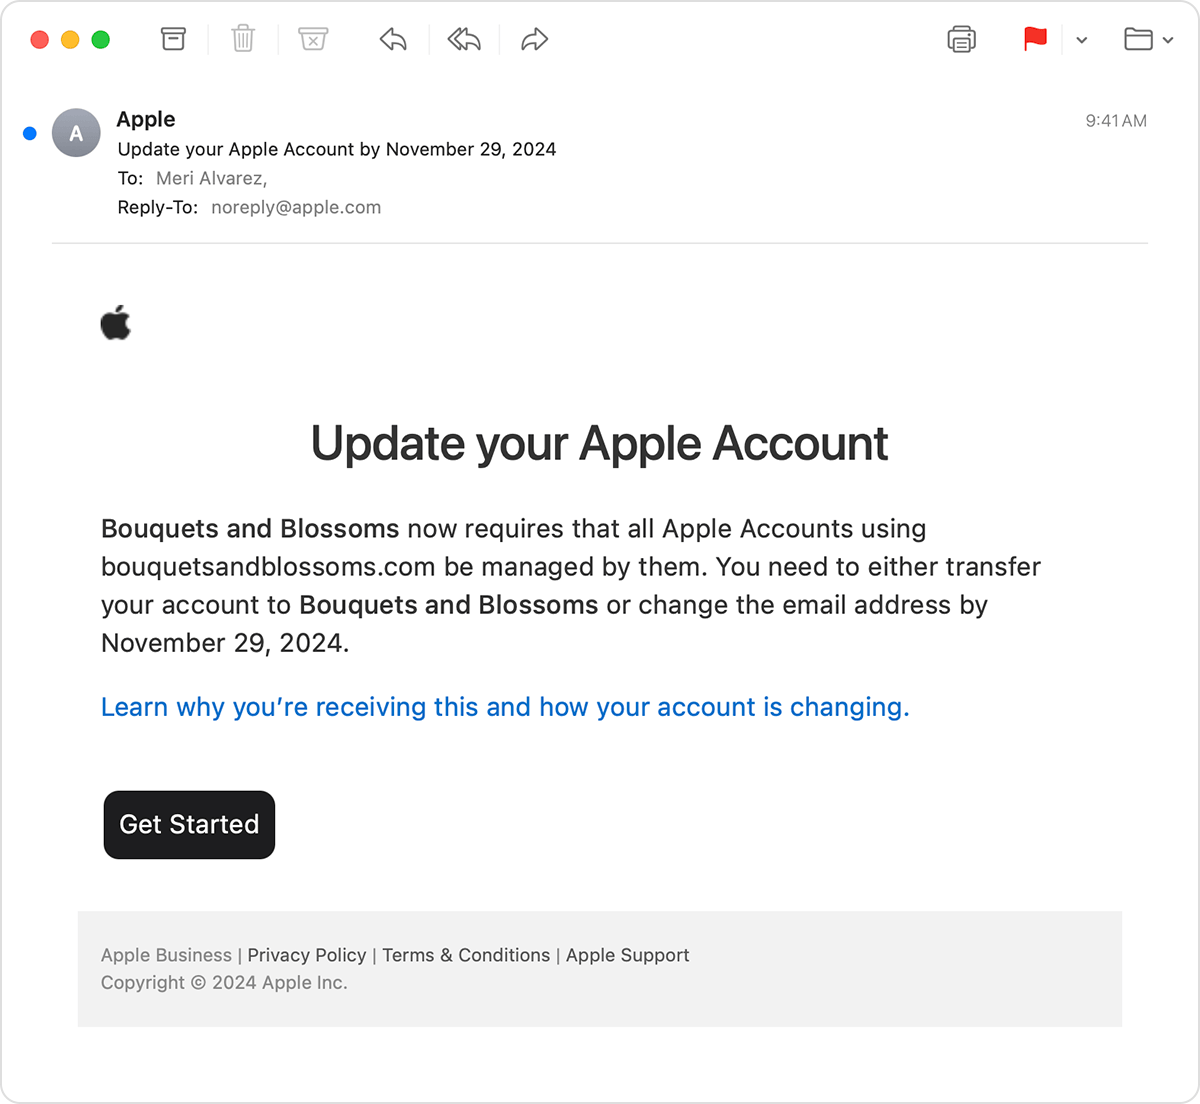 A
Apple
9:41 AM
Update your Apple Account by November 29, 2024
To: Meri Alvarez,
Reply-To: noreply@apple.com
Update your Apple Account
Bouquets and Blossoms now requires that all Apple Accounts using
bouquetsandblossoms.com be managed by them. You need to either transfer
your account to Bouquets and Blossoms or change the email address by
November 29, 2024.
Learn why you’re receiving this and how your account is changing.
Get Started
Apple Business | Privacy Policy | Terms & Conditions | Apple Support
Copyright © 2024 Apple Inc.